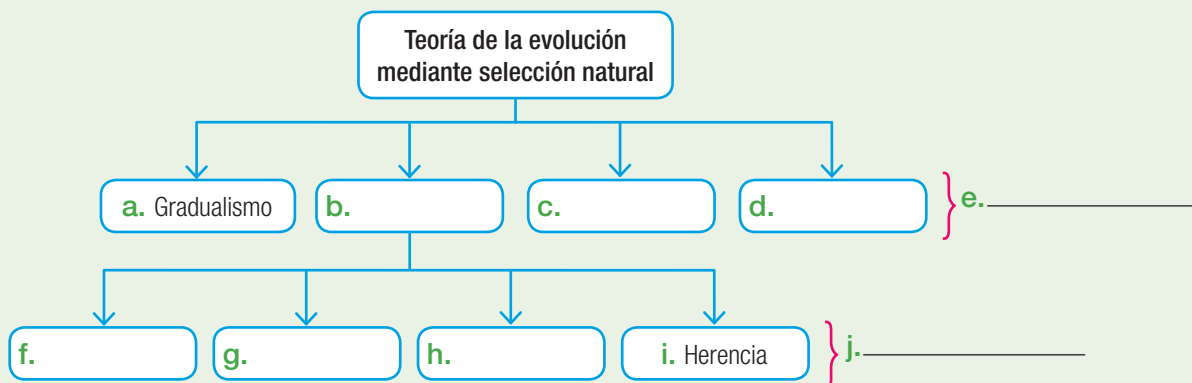 Teoría de la evolución
mediante selección natural
a. Gradualismo
b.
c.
d.
e.
f.
g.
h.
i. Herencia
j.